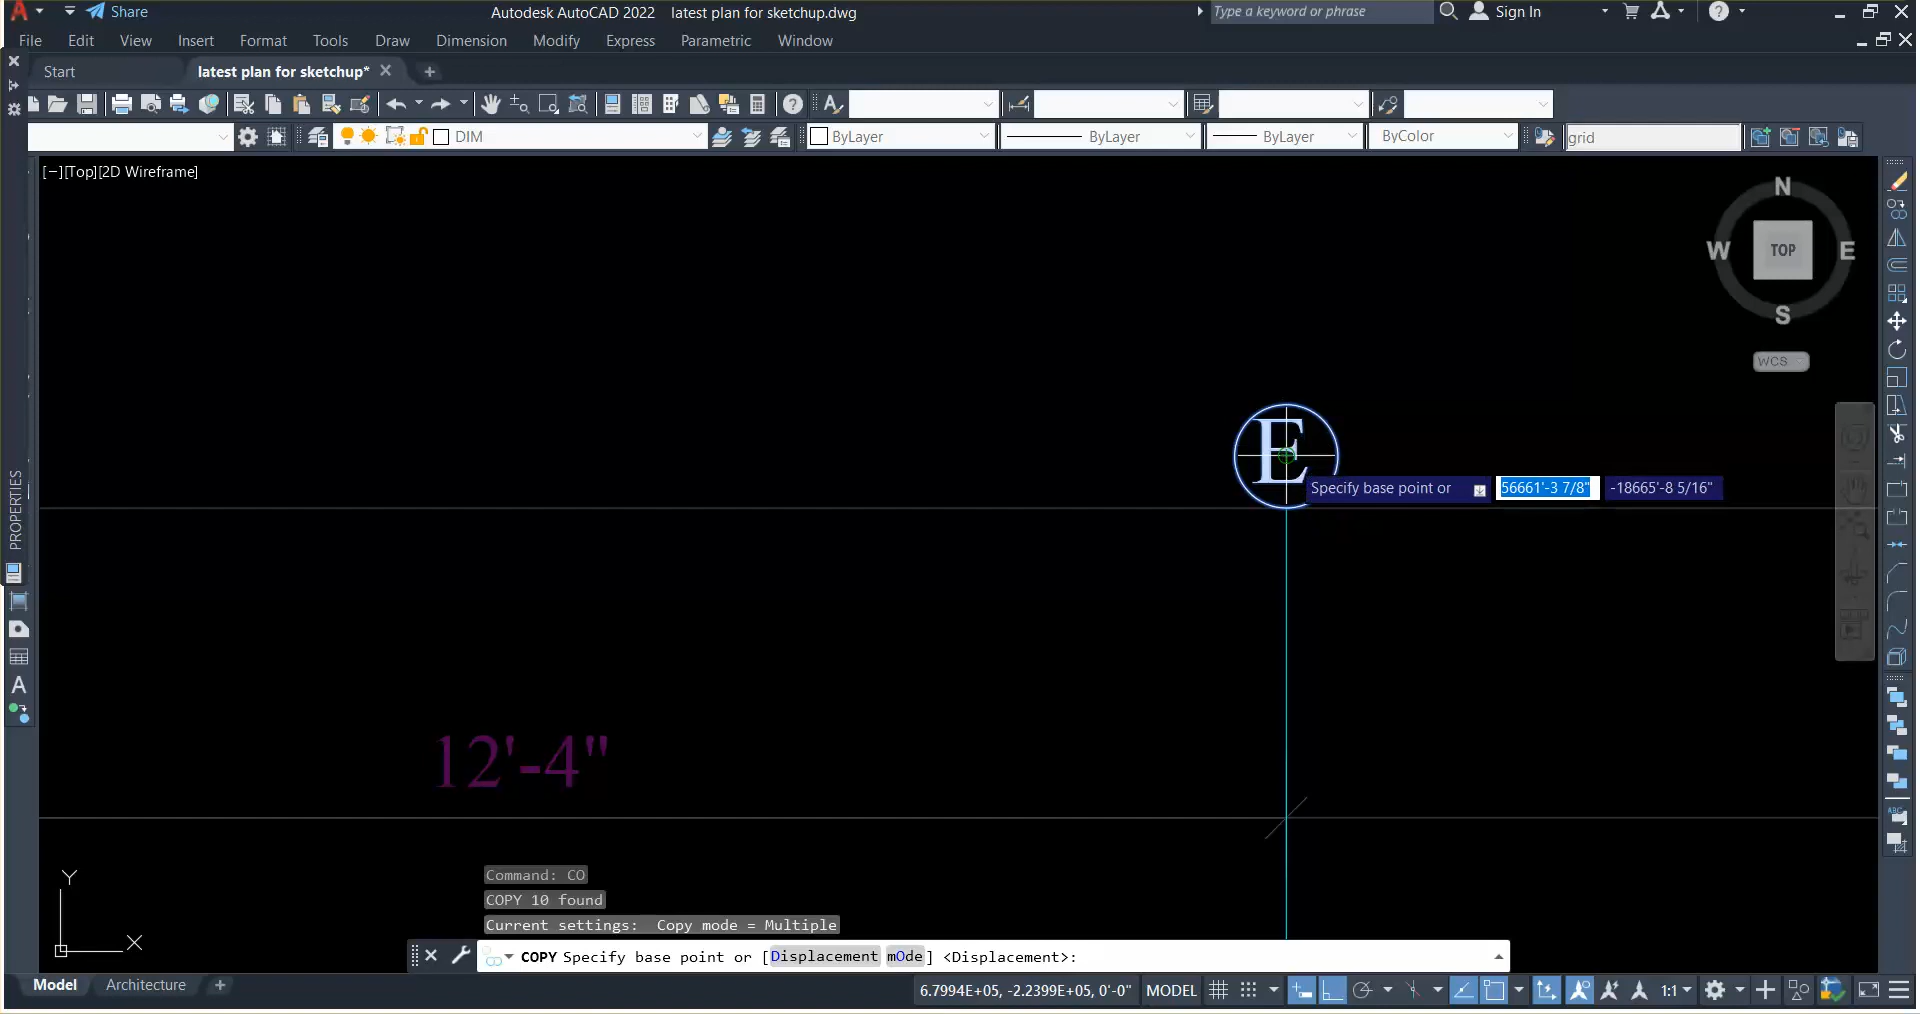 Autodesk AutoCAD 2022 latest plan for sketchup.dwg
Share
Type a keyword or phrase
Sign In
File Edit View Insert Format Tools Draw Dimension Modify Express Parametric Window Help
Start
latest plan for sketchup*
DIM
ByLayer
ByLayer
ByLayer
ByColor
grid
[−][Top][2D Wireframe]
N
W
TOP
E
S
WCS
E
Specify base point or
56661'-3 7/8"
-18665'-8 5/16"
PROPERTIES
12'-4"
Command: CO
COPY 10 found
Current settings: Copy mode = Multiple
COPY Specify base point or [Displacement mOde] <Displacement>:
Y
X
Model
Architecture
6.7994E+05, -2.2399E+05, 0'-0"
MODEL
1:1